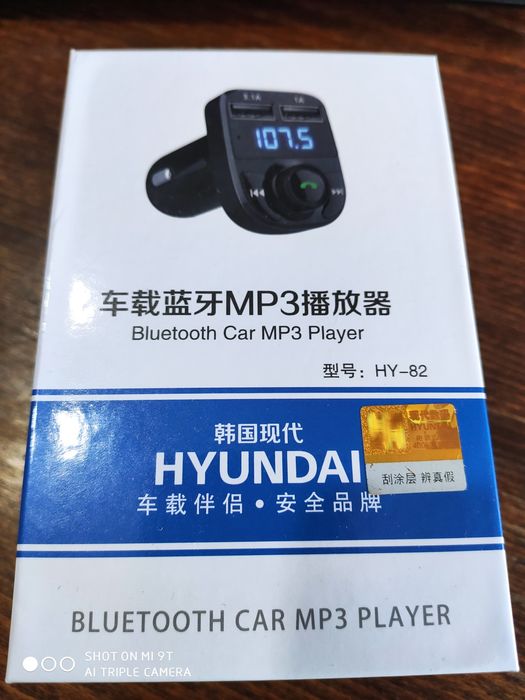 2.1A 1A
107.5
车载蓝牙MP3播放器
Bluetooth Car MP3 Player
型号：HY-82
韩国现代
HYUNDAI
HYUNDAI
刮涂层 辨真假
车载伴侣•安全品牌
BLUETOOTH CAR MP3 PLAYER
SHOT ON MI 9T
AI TRIPLE CAMERA